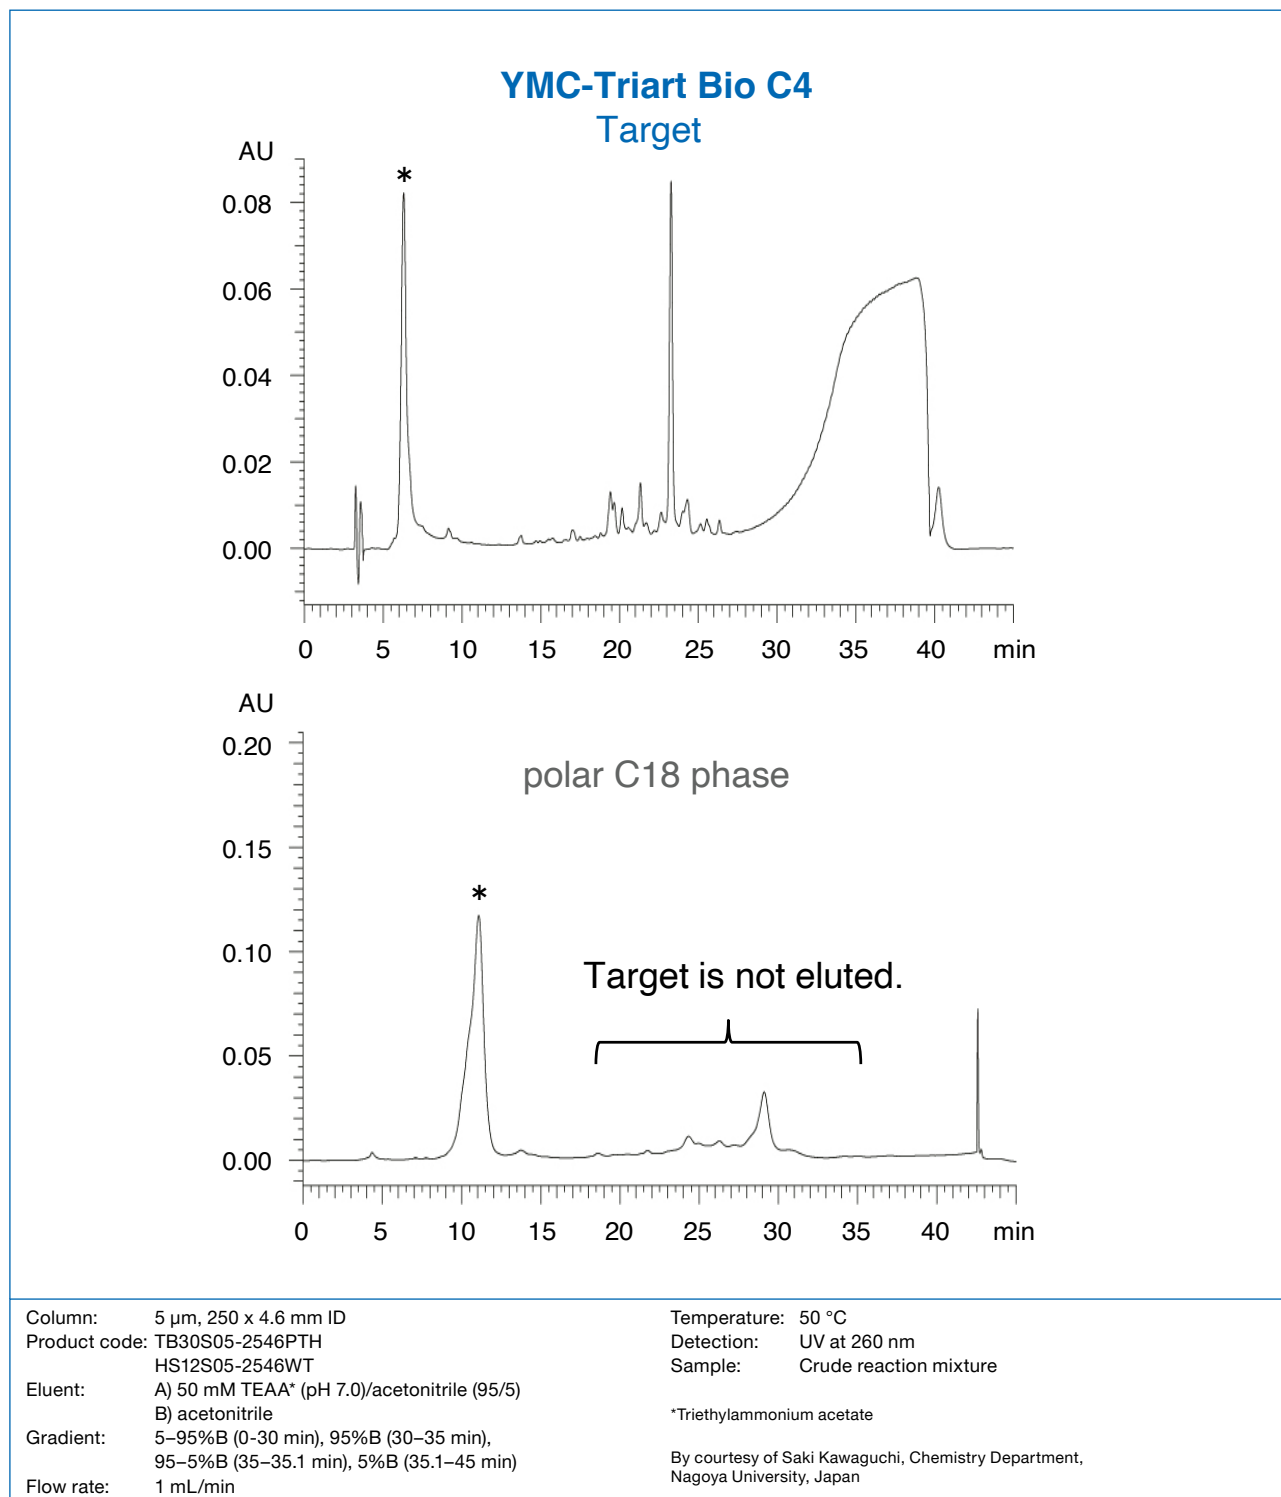 YMC-Triart Bio C4
Target
AU
*
0.08
0.06
0.04
0.02
0.00
0 5 10 15 20 25 30 35 40 min
AU
0.20
polar C18 phase
0.15
*
0.10
Target is not eluted.
0.05
0.00
0 5 10 15 20 25 30 35 40 min
Column: 5 µm, 250 x 4.6 mm ID
Product code: TB30S05-2546PTH
HS12S05-2546WT
Eluent: A) 50 mM TEAA* (pH 7.0)/acetonitrile (95/5)
B) acetonitrile
Gradient: 5–95%B (0-30 min), 95%B (30–35 min),
95–5%B (35–35.1 min), 5%B (35.1–45 min)
Flow rate: 1 mL/min
Temperature: 50 °C
Detection: UV at 260 nm
Sample: Crude reaction mixture
*Triethylammonium acetate
By courtesy of Saki Kawaguchi, Chemistry Department,
Nagoya University, Japan